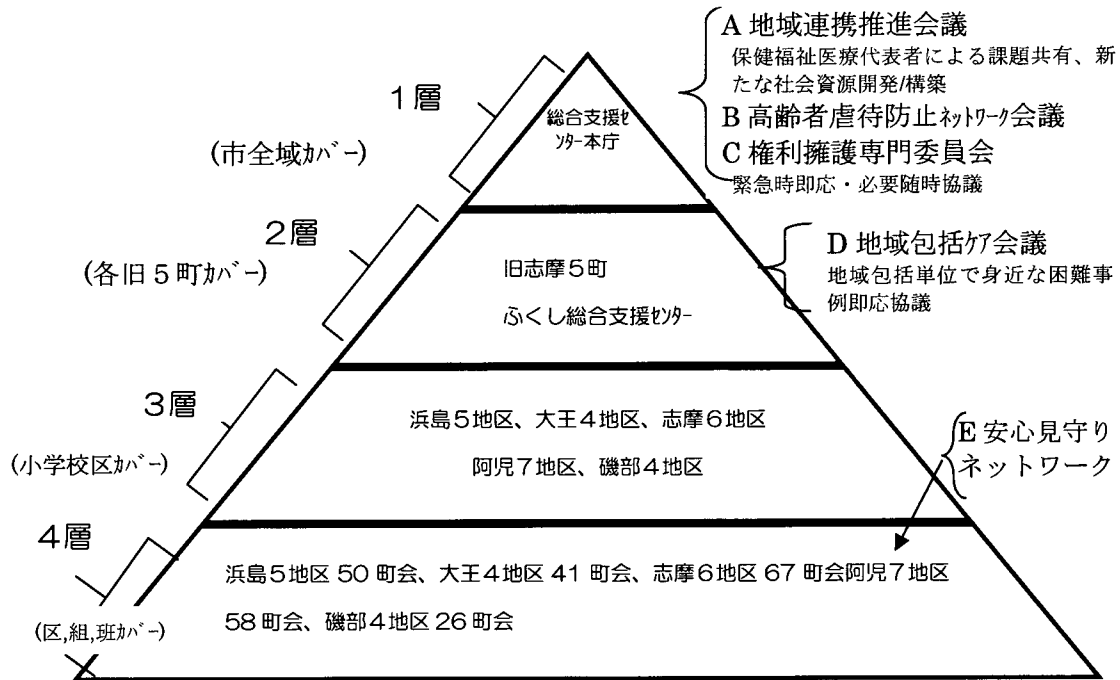 A 地域連携推進会議
保健福祉医療代表者による課題共有、新
たな社会資源開発/構築
B 高齢者虐待防止ﾈｯﾄﾜｰｸ会議
C 権利擁護専門委員会
緊急時即応・必要随時協議
1層
(市全域ｶﾊﾞｰ)
総合支援ｾ
ﾝﾀｰ本庁
2層
(各旧5町ｶﾊﾞｰ)
旧志摩5町
ふくし総合支援ｾﾝﾀｰ
D 地域包括ｹｱ会議
地域包括単位で身近な困難事
例即応協議
3層
(小学校区ｶﾊﾞｰ)
浜島5地区、大王4地区、志摩6地区
阿児7地区、磯部4地区
E 安心見守り
ネットワーク
4層
(区,組,班ｶﾊﾞｰ)
浜島5地区 50 町会、大王4地区 41 町会、志摩6地区 67 町会阿児7地区
58 町会、磯部4地区 26 町会